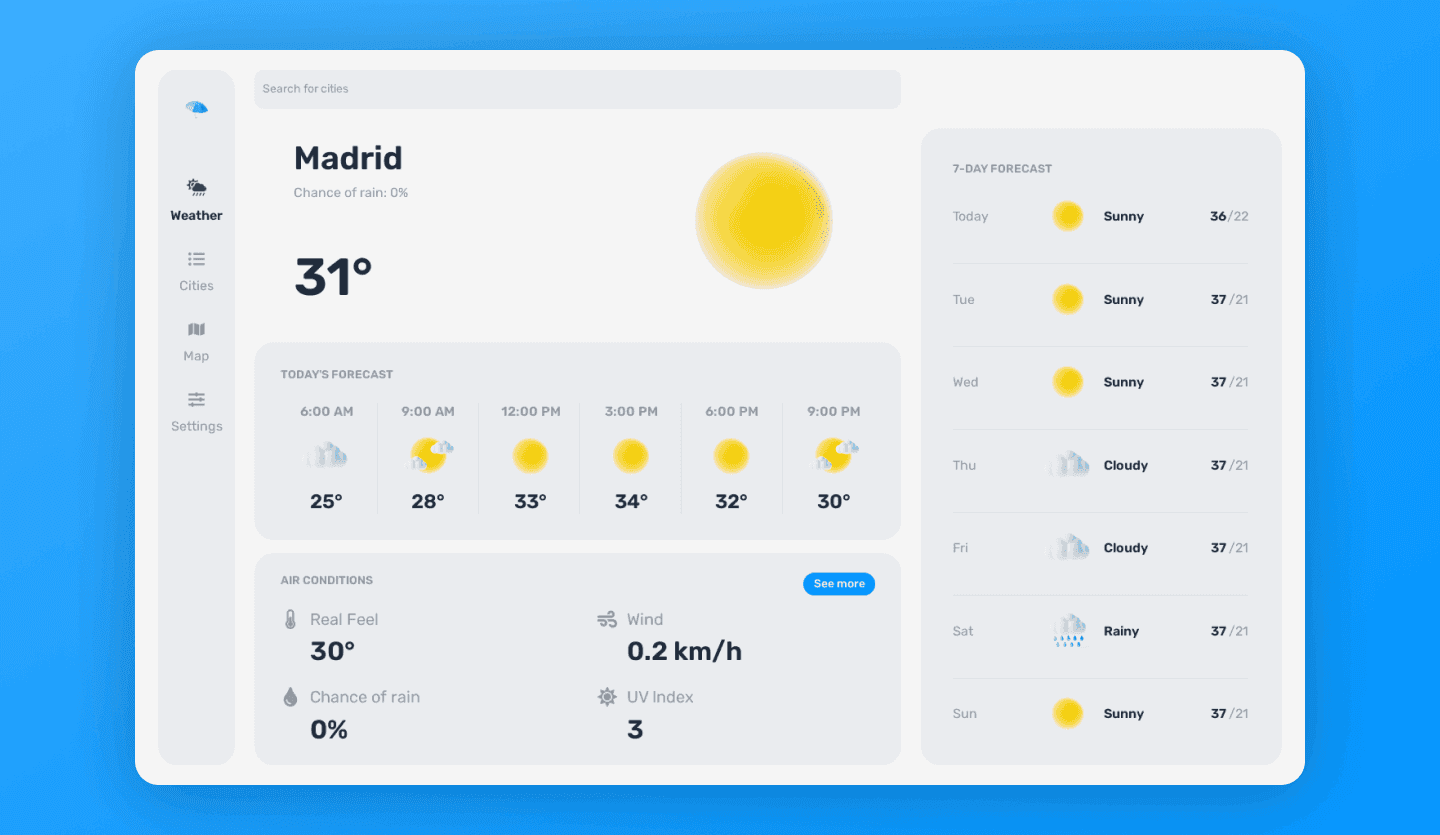 Search for cities
Weather
Cities
Map
Settings
Madrid
Chance of rain: 0%
31°
TODAY'S FORECAST
6:00 AM 9:00 AM 12:00 PM 3:00 PM 6:00 PM 9:00 PM
25° 28° 33° 34° 32° 30°
AIR CONDITIONS
See more
Real Feel
30°
Wind
0.2 km/h
Chance of rain
0%
UV Index
3
7-DAY FORECAST
Today Sunny 36/22
Tue Sunny 37/21
Wed Sunny 37/21
Thu Cloudy 37/21
Fri Cloudy 37/21
Sat Rainy 37/21
Sun Sunny 37/21